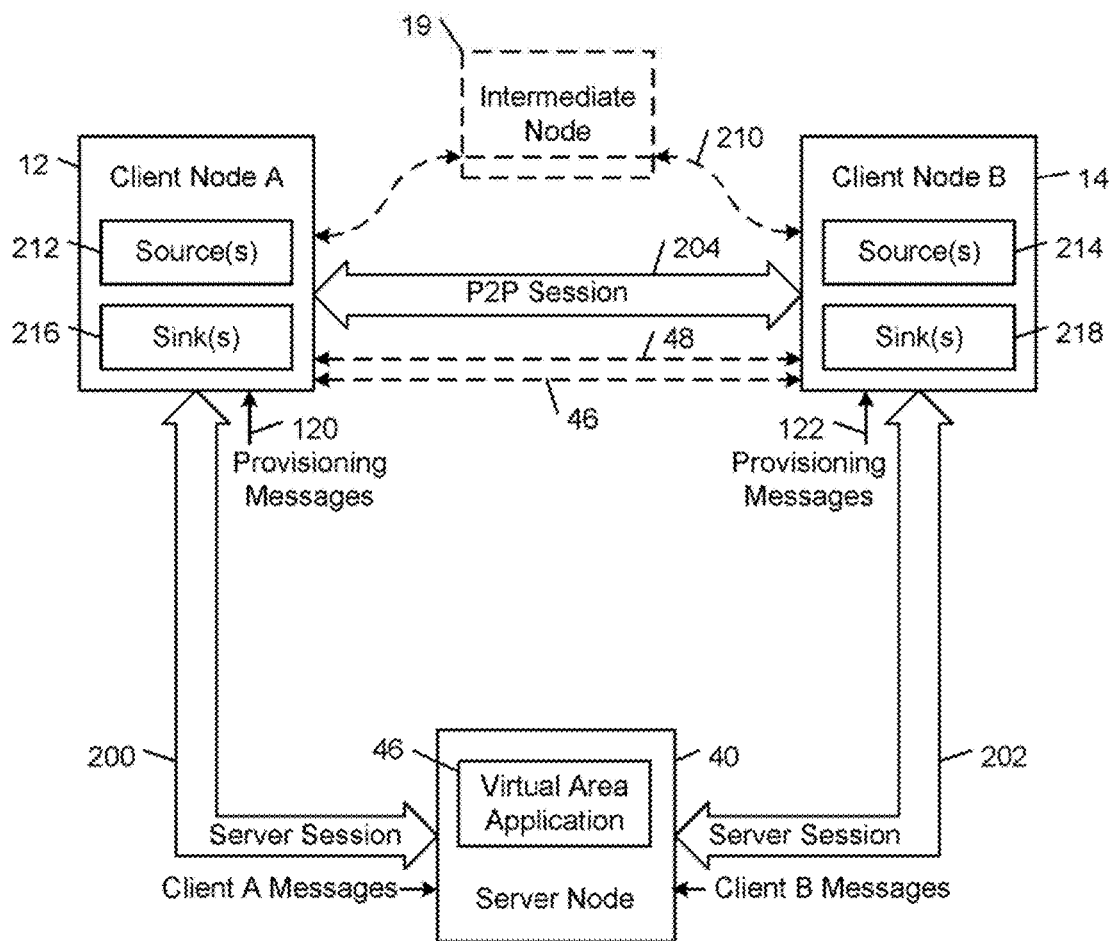 19
Intermediate
Node
210
12
Client Node A
Client Node B
14
212
Source(s)
204
Source(s)
214
P2P Session
216
Sink(s)
48
Sink(s)
218
46
120
Provisioning
Messages
122
Provisioning
Messages
200
46
40
202
Virtual Area
Application
Server Session
Server Session
Client A Messages
Server Node
Client B Messages